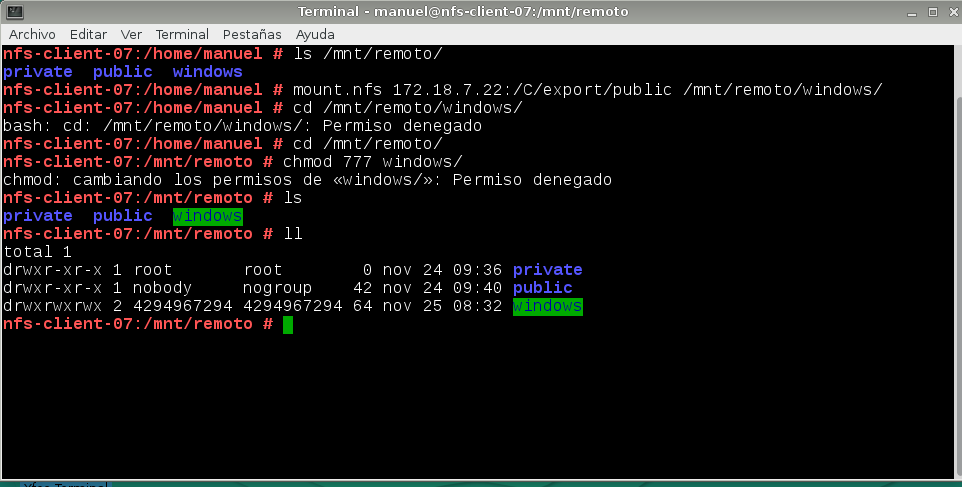 Terminal - manuel@nfs-client-07:/mnt/remoto
Archivo Editar Ver Terminal Pestañas Ayuda
nfs-client-07:/home/manuel # ls /mnt/remoto/
private  public  windows
nfs-client-07:/home/manuel # mount.nfs 172.18.7.22:/C/export/public /mnt/remoto/windows/
nfs-client-07:/home/manuel # cd /mnt/remoto/windows/
bash: cd: /mnt/remoto/windows/: Permiso denegado
nfs-client-07:/home/manuel # cd /mnt/remoto/
nfs-client-07:/mnt/remoto # chmod 777 windows/
chmod: cambiando los permisos de «windows/»: Permiso denegado
nfs-client-07:/mnt/remoto # ls
private  public  windows
nfs-client-07:/mnt/remoto # ll
total 1
drwxr-xr-x 1 root       root        0 nov 24 09:36 private
drwxr-xr-x 1 nobody     nogroup    42 nov 24 09:40 public
drwxrwxrwx 2 4294967294 4294967294 64 nov 25 08:32 windows
nfs-client-07:/mnt/remoto #